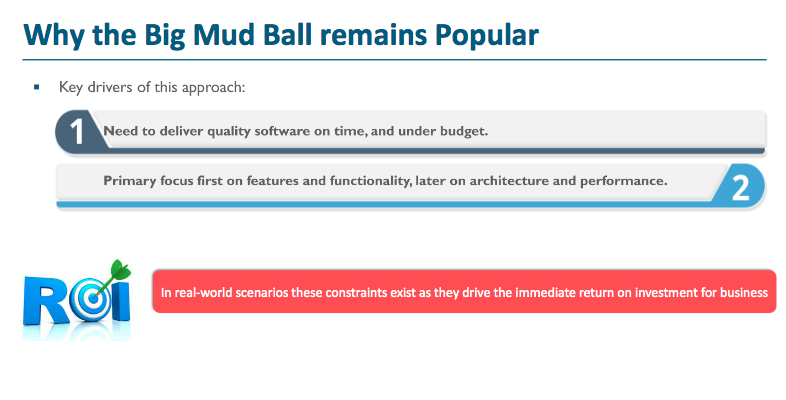 Why the Big Mud Ball remains Popular
Key drivers of this approach:
1 Need to deliver quality software on time, and under budget.
Primary focus first on features and functionality, later on architecture and performance. 2
ROI
In real-world scenarios these constraints exist as they drive the immediate return on investment for business